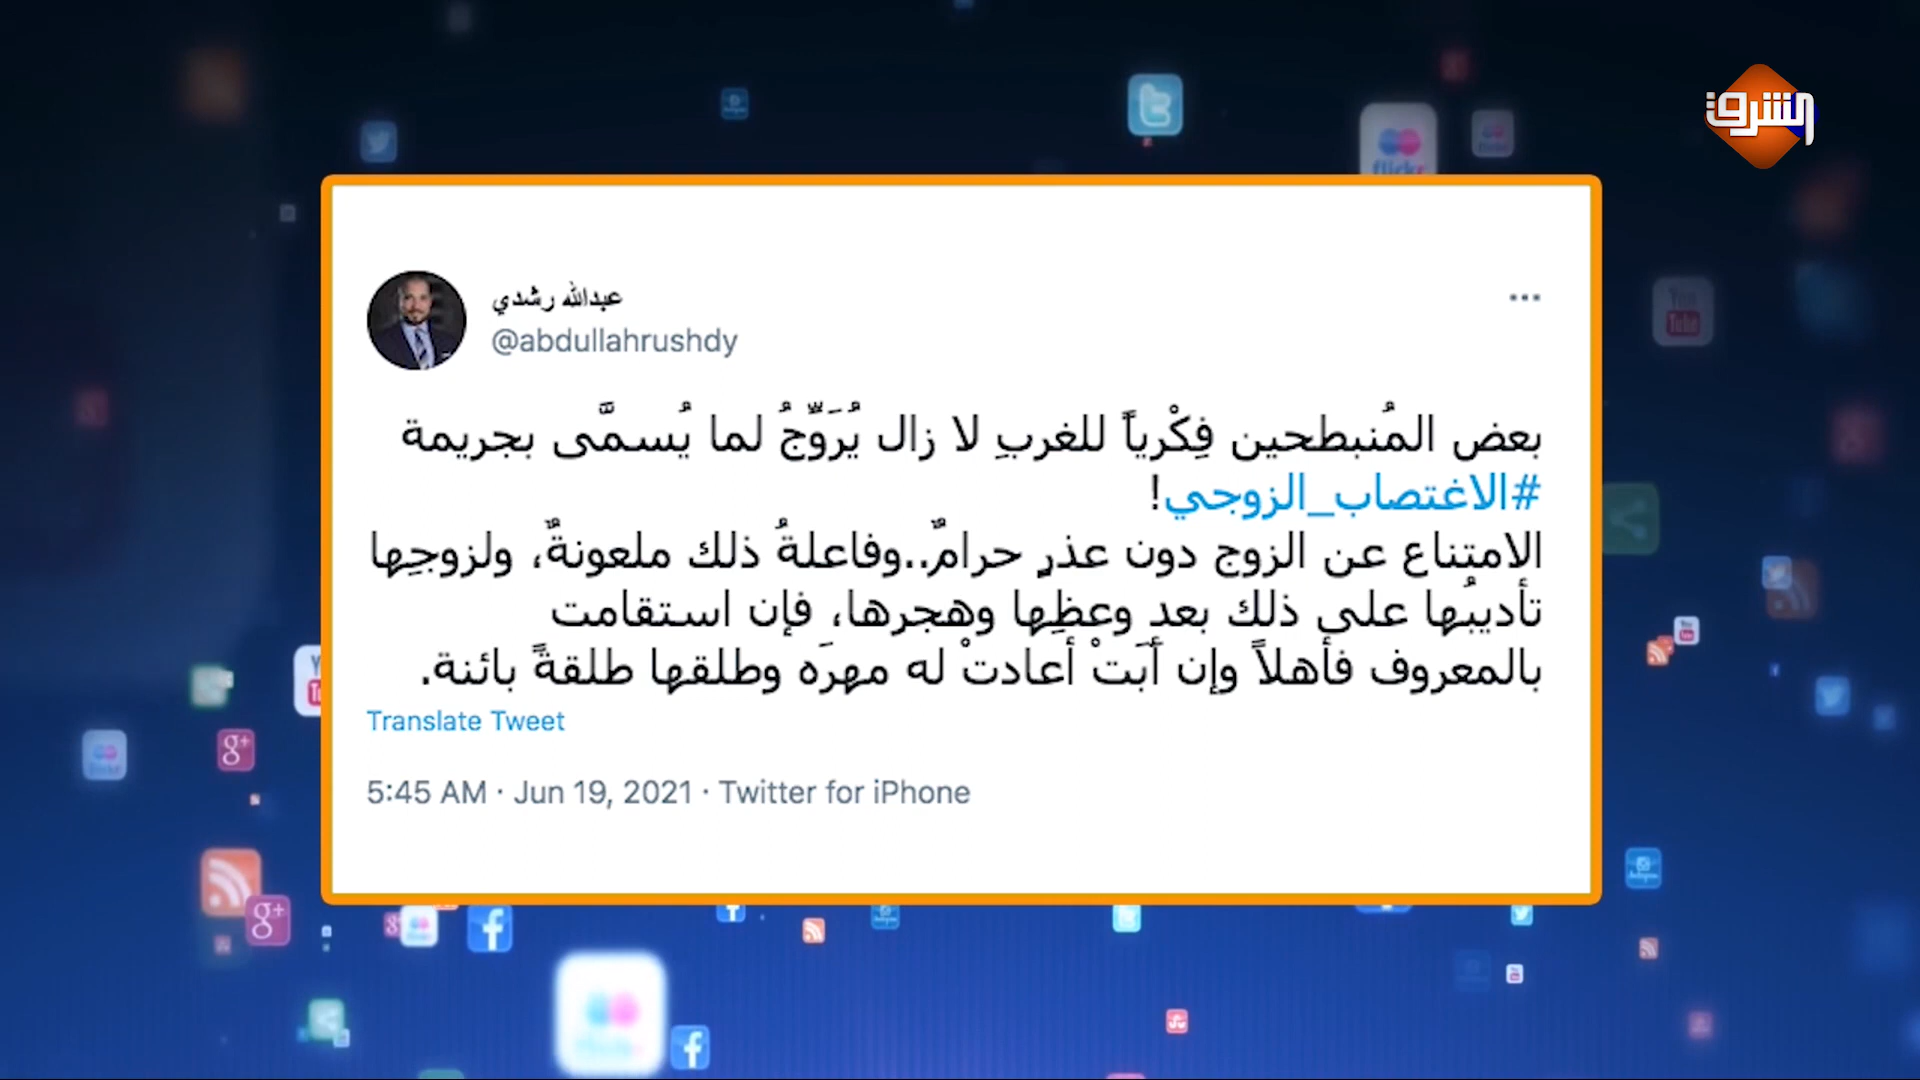 الشرق
عبدالله رشدي
@abdullahrushdy
بعض المُنبطحين فِكْرياً للغربِ لا زال يُرَوِّجُ لما يُسمَّى بجريمة
#الاغتصاب_الزوجي!
الامتناع عن الزوج دون عذرٍ حرامٌ..وفاعلةُ ذلك ملعونةٌ، ولزوجِها
تأديبُها على ذلك بعد وعظِها وهجرها، فإن استقامت
بالمعروف فأهلاً وإن أبَتْ أعادتْ له مهرَه وطلقها طلقةً بائنة.
Translate Tweet
5:45 AM · Jun 19, 2021 · Twitter for iPhone